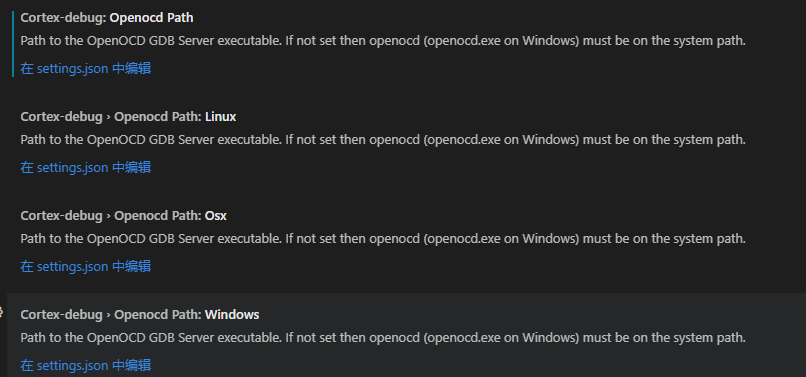 Cortex-debug: Openocd Path
Path to the OpenOCD GDB Server executable. If not set then openocd (openocd.exe on Windows) must be on the system path.
在 settings.json 中编辑
Cortex-debug › Openocd Path: Linux
Path to the OpenOCD GDB Server executable. If not set then openocd (openocd.exe on Windows) must be on the system path.
在 settings.json 中编辑
Cortex-debug › Openocd Path: Osx
Path to the OpenOCD GDB Server executable. If not set then openocd (openocd.exe on Windows) must be on the system path.
在 settings.json 中编辑
Cortex-debug › Openocd Path: Windows
Path to the OpenOCD GDB Server executable. If not set then openocd (openocd.exe on Windows) must be on the system path.
在 settings.json 中编辑